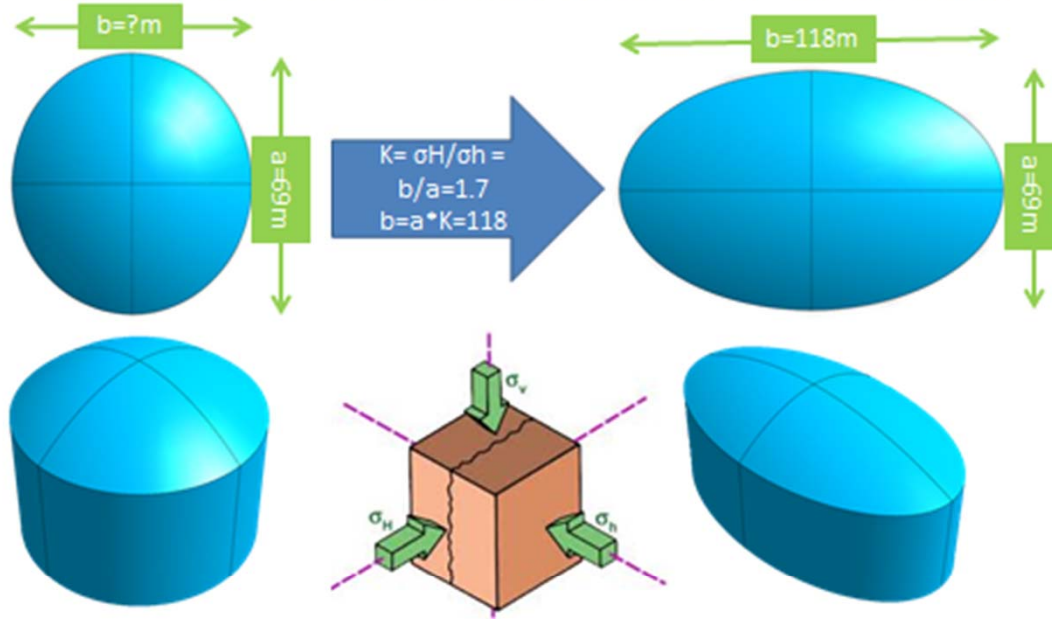 b=?m
a=69m
K= σH/σh =
b/a=1.7
b=a*K=118
b=118m
a=69m
σv
σH
σh